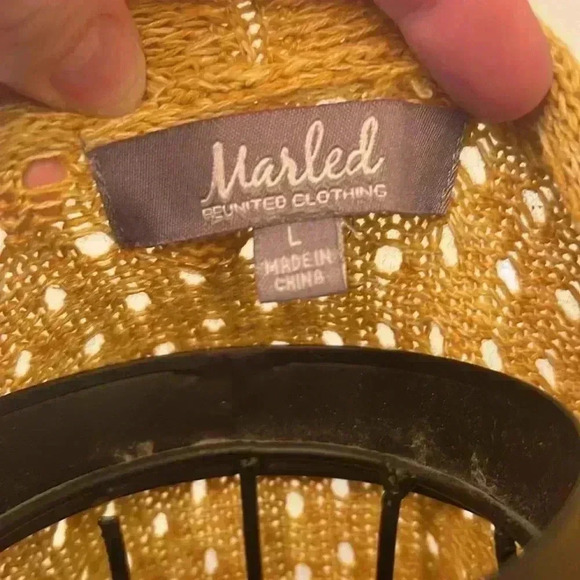 Marled
REUNITED CLOTHING
L
MADE IN
CHINA